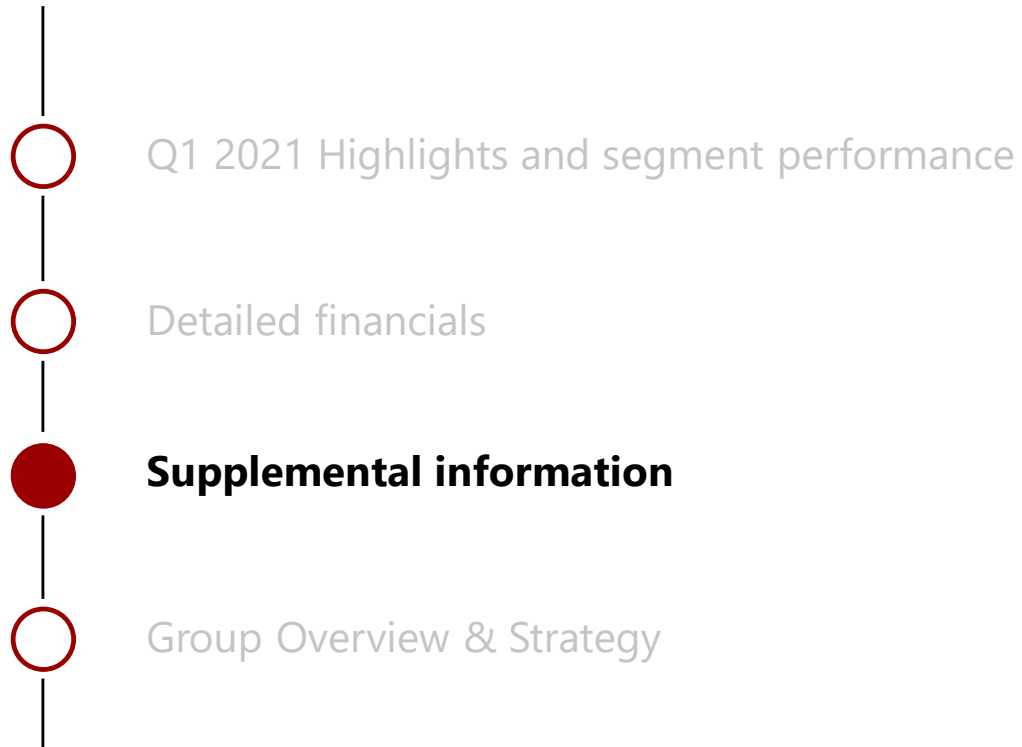 Q1 2021 Highlights and segment performance
Detailed financials
Supplemental information
Group Overview & Strategy